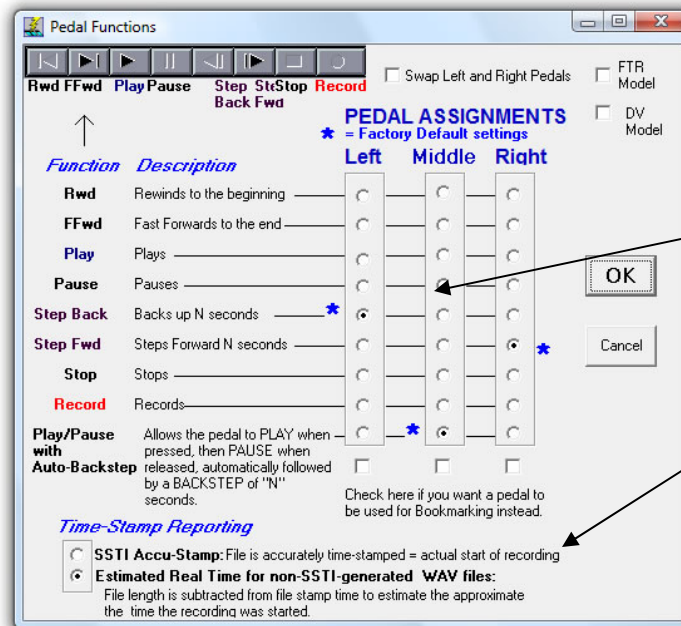 Pedal Functions
Rwd FFwd Play Pause Step Back Step Fwd Stop Record
Swap Left and Right Pedals
FTR Model
DV Model
PEDAL ASSIGNMENTS
* = Factory Default settings
Left Middle Right
Function Description
Rwd Rewinds to the beginning
FFwd Fast Forwards to the end
Play Plays
Pause Pauses
Step Back Backs up N seconds *
Step Fwd Steps Forward N seconds *
Stop Stops
Record Records
Play/Pause with Auto-Backstep
Allows the pedal to PLAY when *
pressed, then PAUSE when
released, automatically followed
by a BACKSTEP of "N"
seconds.
OK
Cancel
Check here if you want a pedal to
be used for Bookmarking instead.
Time-Stamp Reporting
SSTI Accu-Stamp: File is accurately time-stamped = actual start of recording
Estimated Real Time for non-SSTI-generated WAV files:
File length is subtracted from file stamp time to estimate the approximate
the time the recording was started.